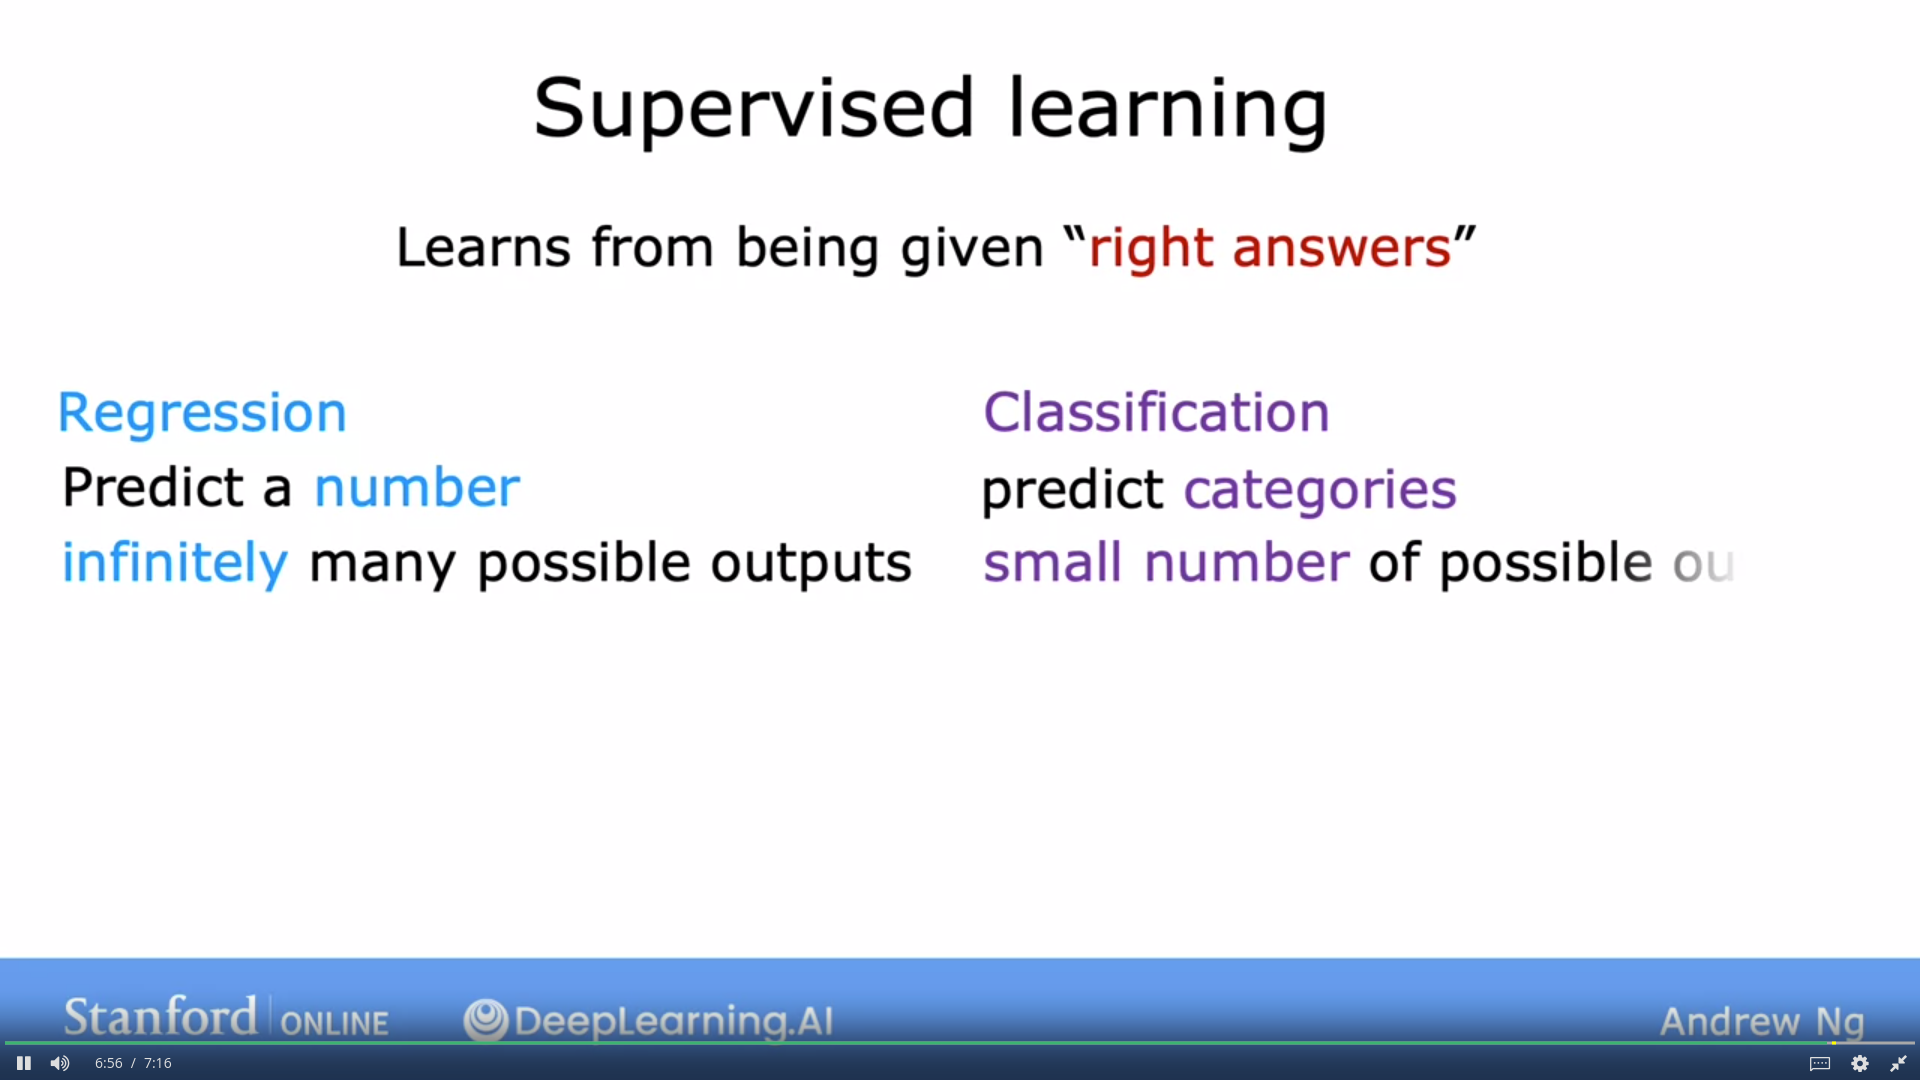 Supervised learning
Learns from being given “right answers”
Regression
Predict a number
infinitely many possible outputs
Classification
predict categories
small number of possible ou
Stanford | ONLINE
DeepLearning.AI
Andrew Ng
6:56 / 7:16